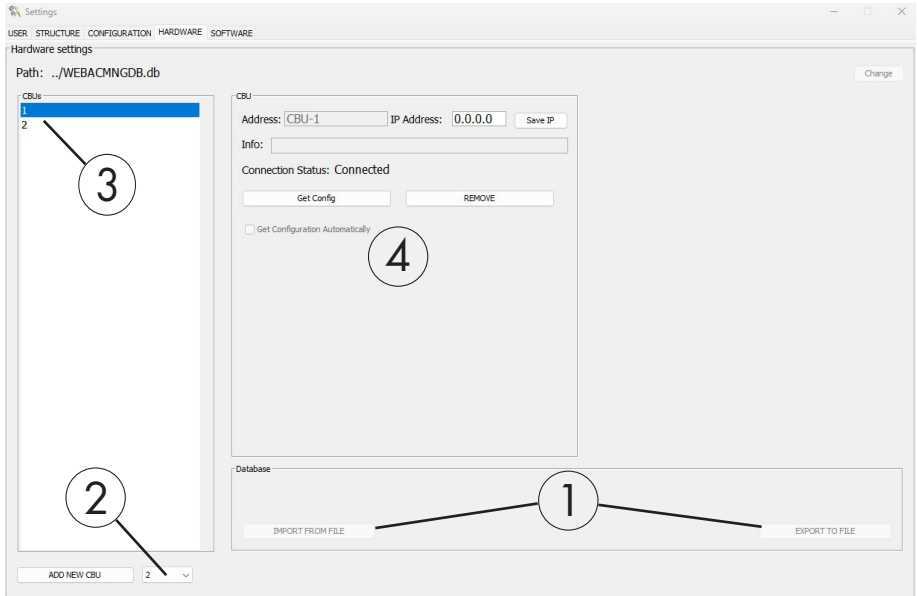 Settings
USER STRUCTURE CONFIGURATION HARDWARE SOFTWARE
Hardware settings
Path: ../WEBACMNGDB.db
Change
CBUs
1
2
3
CBU
Address: CBU-1 IP Address: 0.0.0.0 Save IP
Info:
Connection Status: Connected
Get Config REMOVE
Get Configuration Automatically
4
Database
1
IMPORT FROM FILE EXPORT TO FILE
2
ADD NEW CBU 2